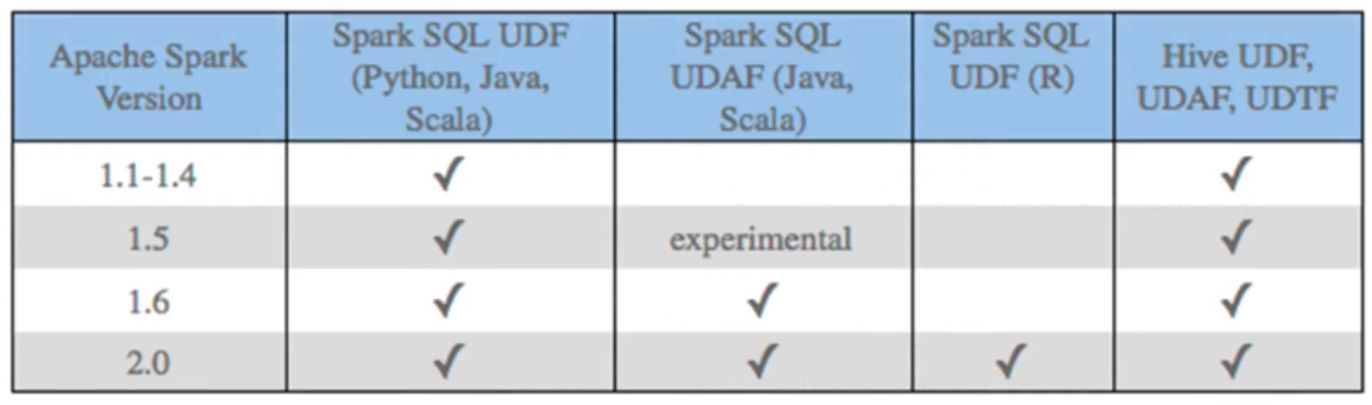 Apache Spark Version
Spark SQL UDF (Python, Java, Scala)
Spark SQL UDAF (Java, Scala)
Spark SQL UDF (R)
Hive UDF, UDAF, UDTF
1.1-1.4 ✓ ✓
1.5 ✓ experimental ✓
1.6 ✓ ✓ ✓
2.0 ✓ ✓ ✓ ✓